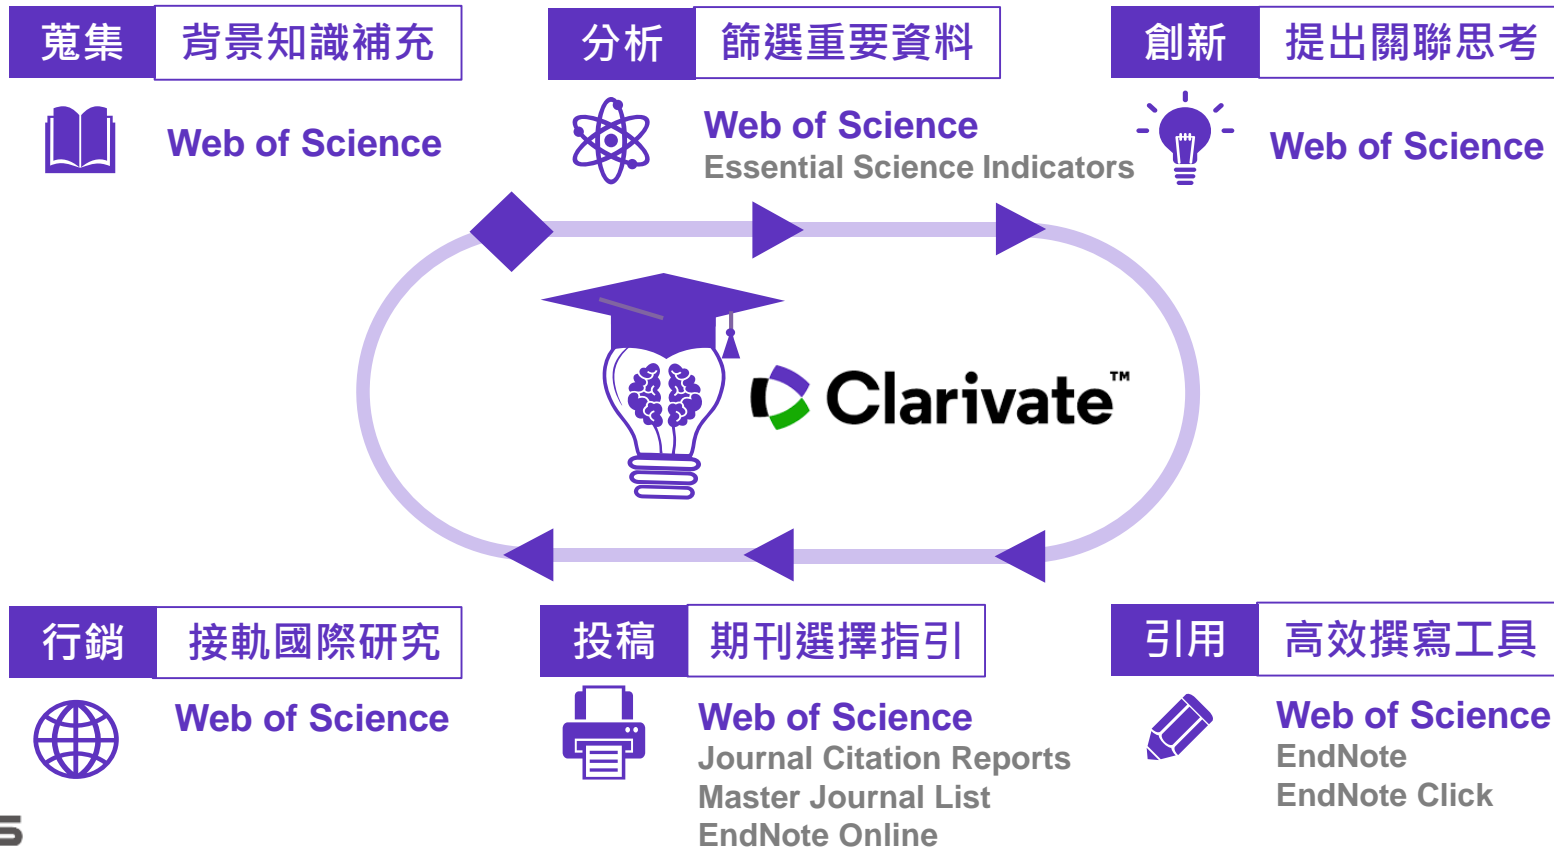 蒐集 背景知識補充
Web of Science
分析 篩選重要資料
Web of Science
Essential Science Indicators
創新 提出關聯思考
Web of Science
Clarivate™
行銷 接軌國際研究
Web of Science
投稿 期刊選擇指引
Web of Science
Journal Citation Reports
Master Journal List
EndNote Online
引用 高效撰寫工具
Web of Science
EndNote
EndNote Click